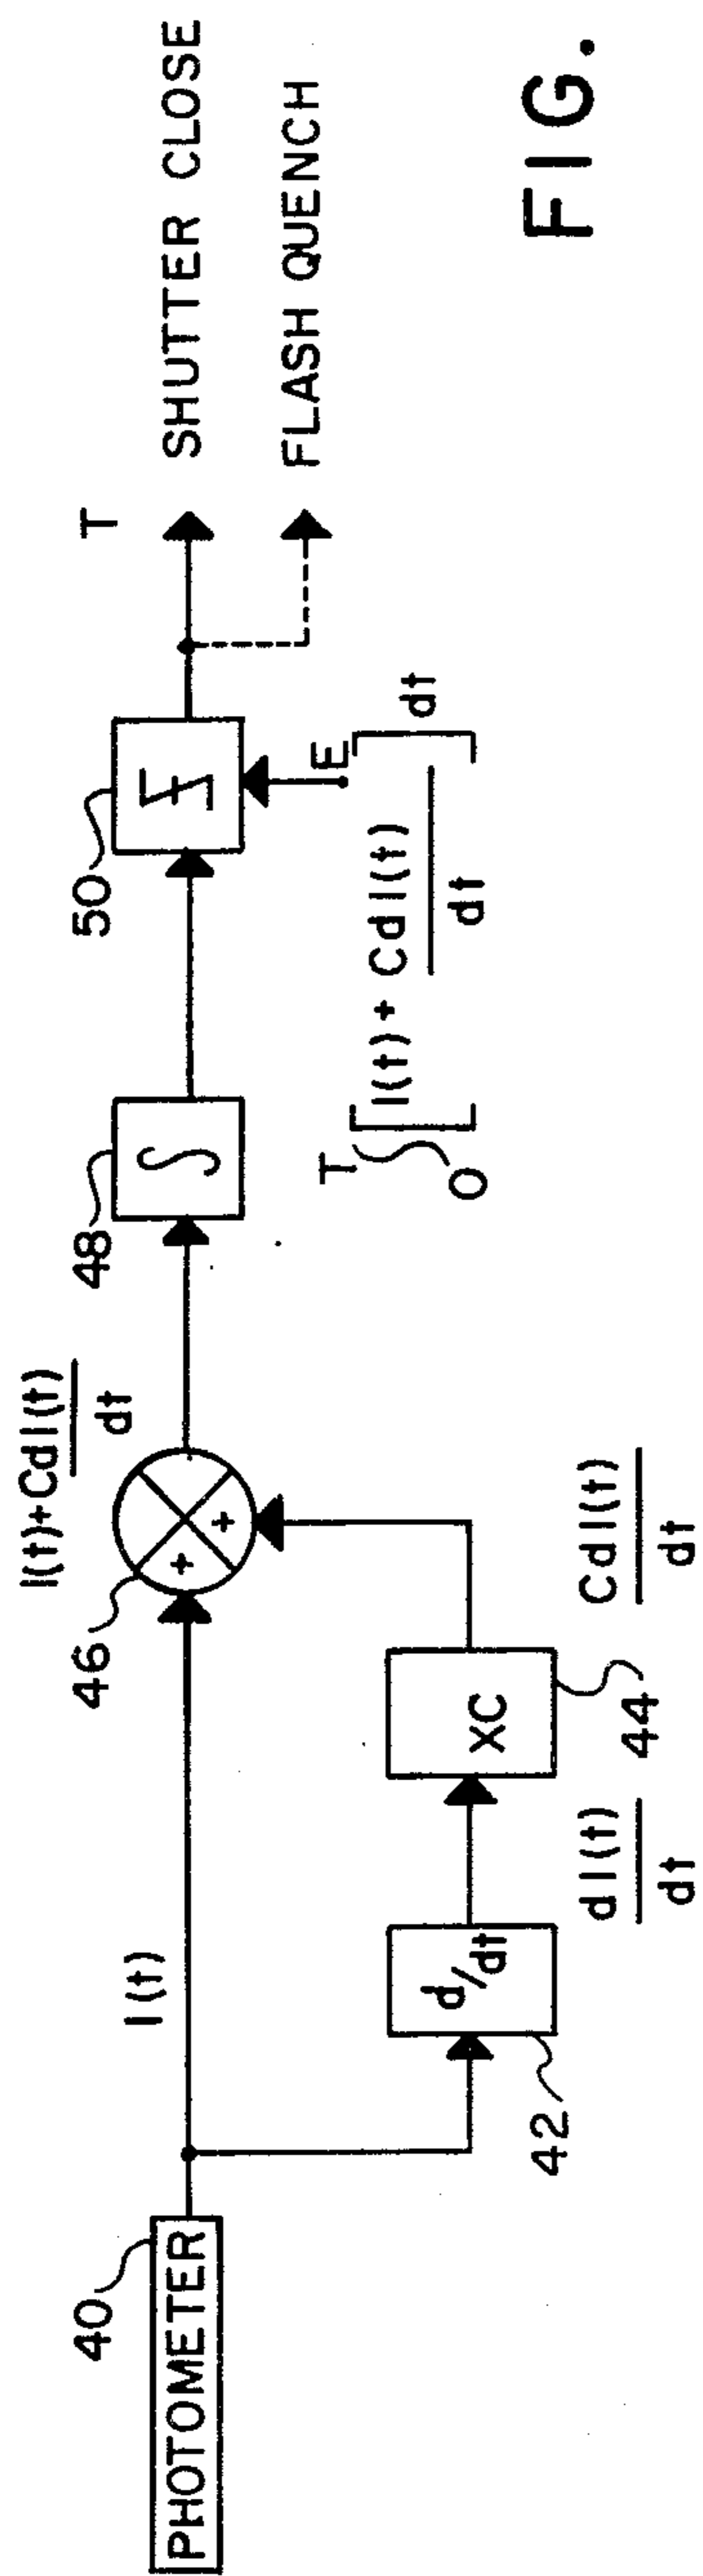 PHOTOMETER
40
I(t)
42
d/dt
dI(t)
dt
XC
44
CdI(t)
dt
46
+
+
I(t)+CdI(t)
dt
48
∫
T
O
[I(t) + CdI(t)] dt
dt
50
E
T
SHUTTER CLOSE
FLASH QUENCH
FIG.